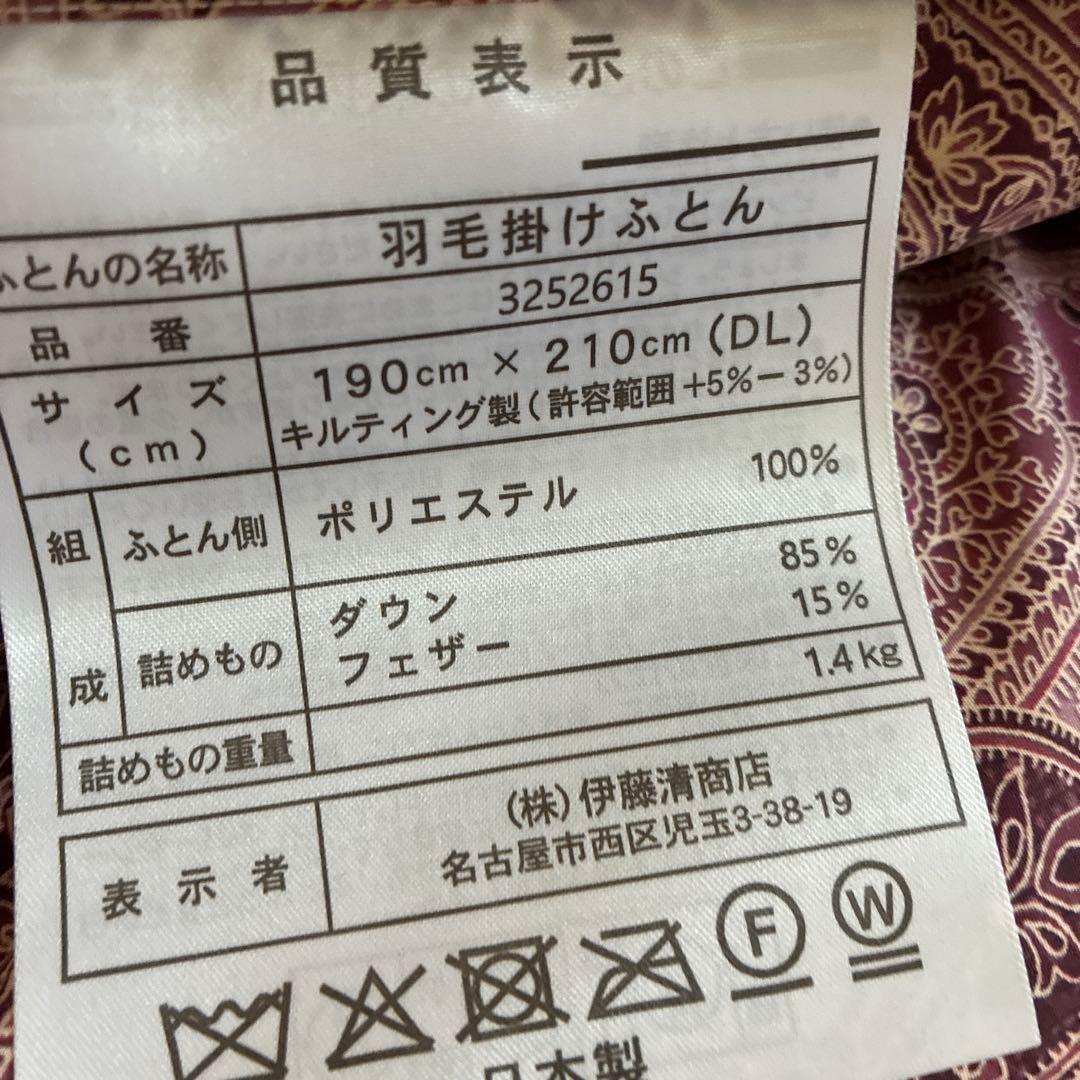 品質表示
ふとんの名称 羽毛掛けふとん
品番 3252615
サイズ(cm) 190cm × 210cm (DL)
キルティング製(許容範囲+5%−3%)
組成 ふとん側 ポリエステル 100%
詰めもの ダウン 85%
フェザー 15%
詰めもの重量 1.4kg
表示者 (株)伊藤清商店
名古屋市西区児玉3-38-19
F W
日本製